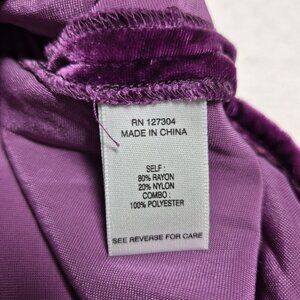 RN 127304
MADE IN CHINA
SELF :
80% RAYON
20% NYLON
COMBO :
100% POLYESTER
SEE REVERSE FOR CARE